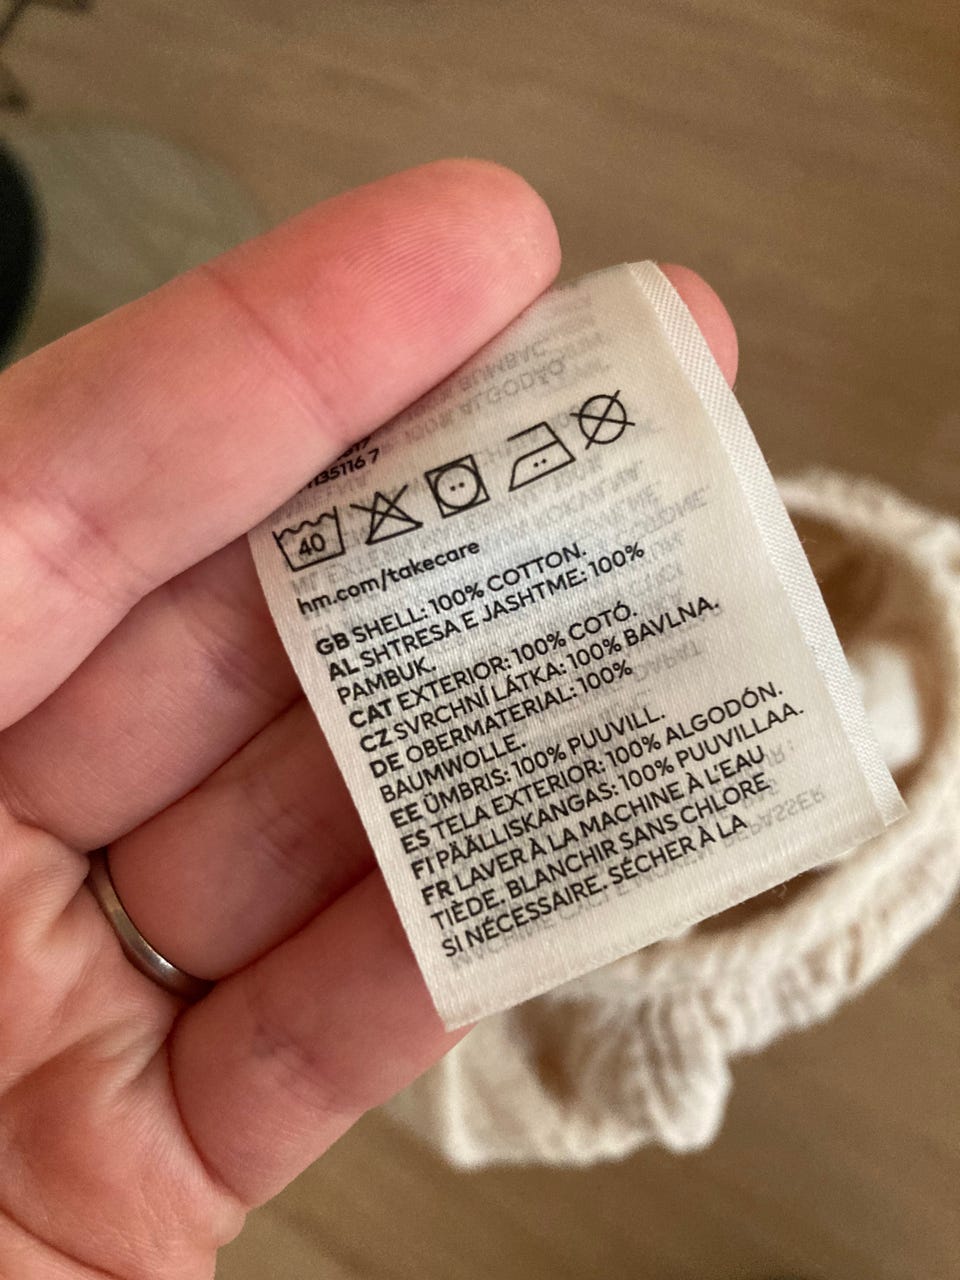 35116 7
40
hm.com/takecare
GB SHELL: 100% COTTON.
AL SHTRESA E JASHTME: 100%
PAMBUK.
CAT EXTERIOR: 100% COTÓ.
CZ SVRCHNÍ LÁTKA: 100% BAVLNA.
DE OBERMATERIAL: 100%
BAUMWOLLE.
EE ÜMBRIS: 100% PUUVILL.
ES TELA EXTERIOR: 100% ALGODÓN.
FI PÄÄLLISKANGAS: 100% PUUVILLAA.
FR LAVER À LA MACHINE À L'EAU
TIÈDE. BLANCHIR SANS CHLORE
SI NÉCESSAIRE. SÉCHER À LA